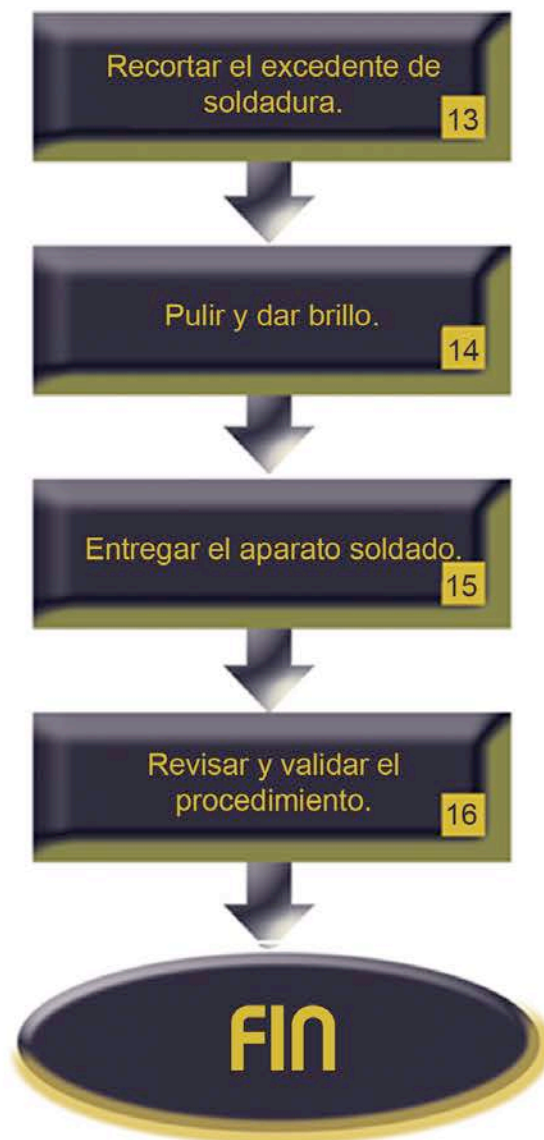 Recortar el excedente de
soldadura.
13
Pulir y dar brillo.
14
Entregar el aparato soldado.
15
Revisar y validar el
procedimiento.
16
FIN